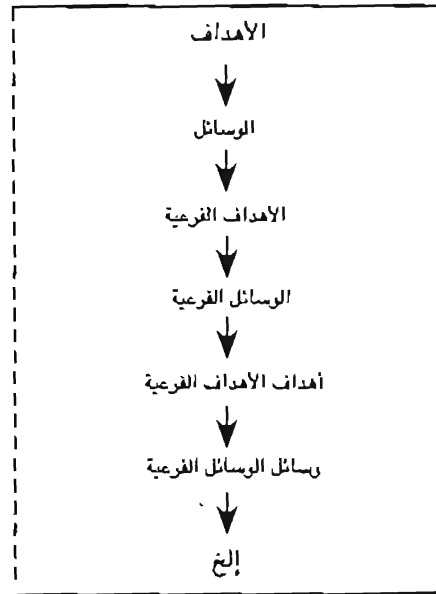 الأهداف
الوسائل
الأهداف الفرعية
الوسائل الفرعية
أهداف الأهداف الفرعية
وسائل الوسائل الفرعية
إلخ